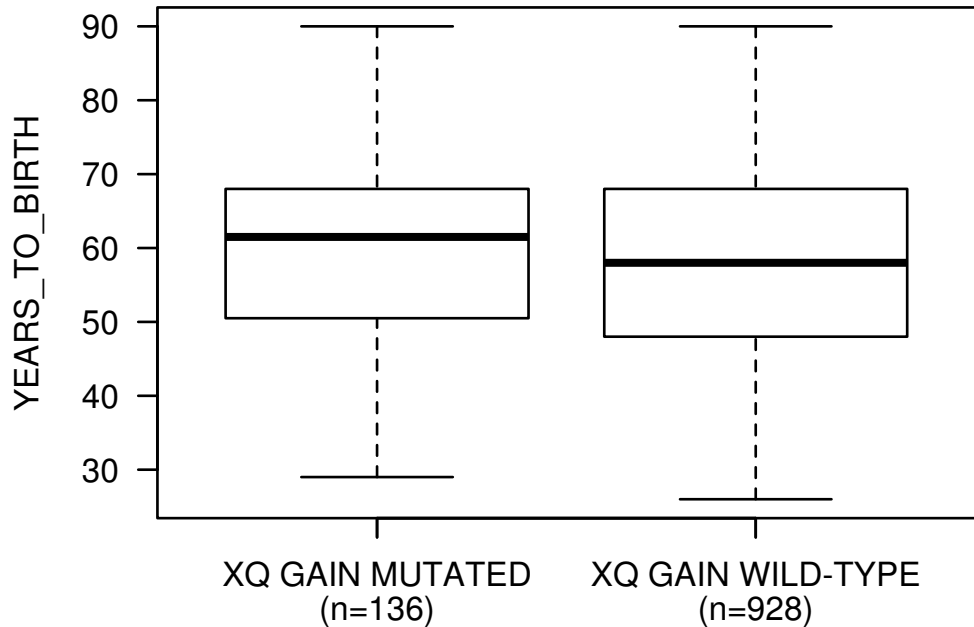 YEARS_TO_BIRTH
90
80
70
60
50
40
30
XQ GAIN MUTATED
(n=136)
XQ GAIN WILD-TYPE
(n=928)